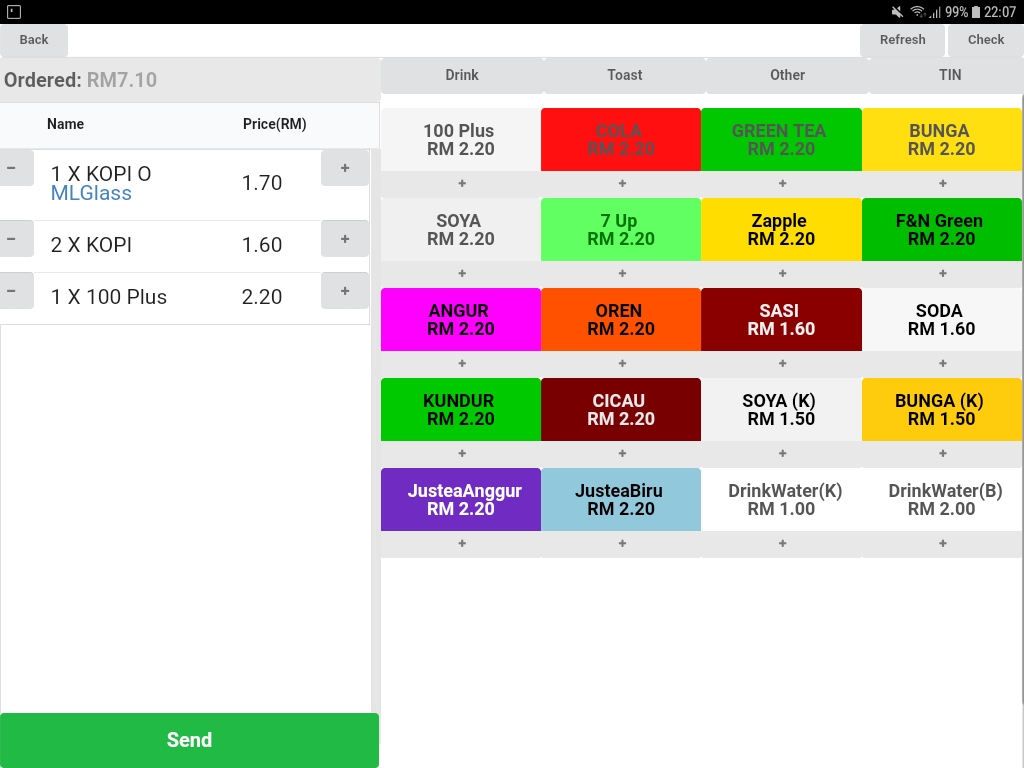 99% 22:07
Back Refresh Check
Ordered: RM7.10
Drink Toast Other TIN
Name Price(RM)
− 1 X KOPI O 1.70 +
MLGlass
− 2 X KOPI 1.60 +
− 1 X 100 Plus 2.20 +
100 Plus COLA GREEN TEA BUNGA
RM 2.20 RM 2.20 RM 2.20 RM 2.20
+ + + +
SOYA 7 Up Zapple F&N Green
RM 2.20 RM 2.20 RM 2.20 RM 2.20
+ + + +
ANGUR OREN SASI SODA
RM 2.20 RM 2.20 RM 1.60 RM 1.60
+ + + +
KUNDUR CICAU SOYA (K) BUNGA (K)
RM 2.20 RM 2.20 RM 1.50 RM 1.50
+ + + +
JusteaAnggur JusteaBiru DrinkWater(K) DrinkWater(B)
RM 2.20 RM 2.20 RM 1.00 RM 2.00
+ + + +
Send